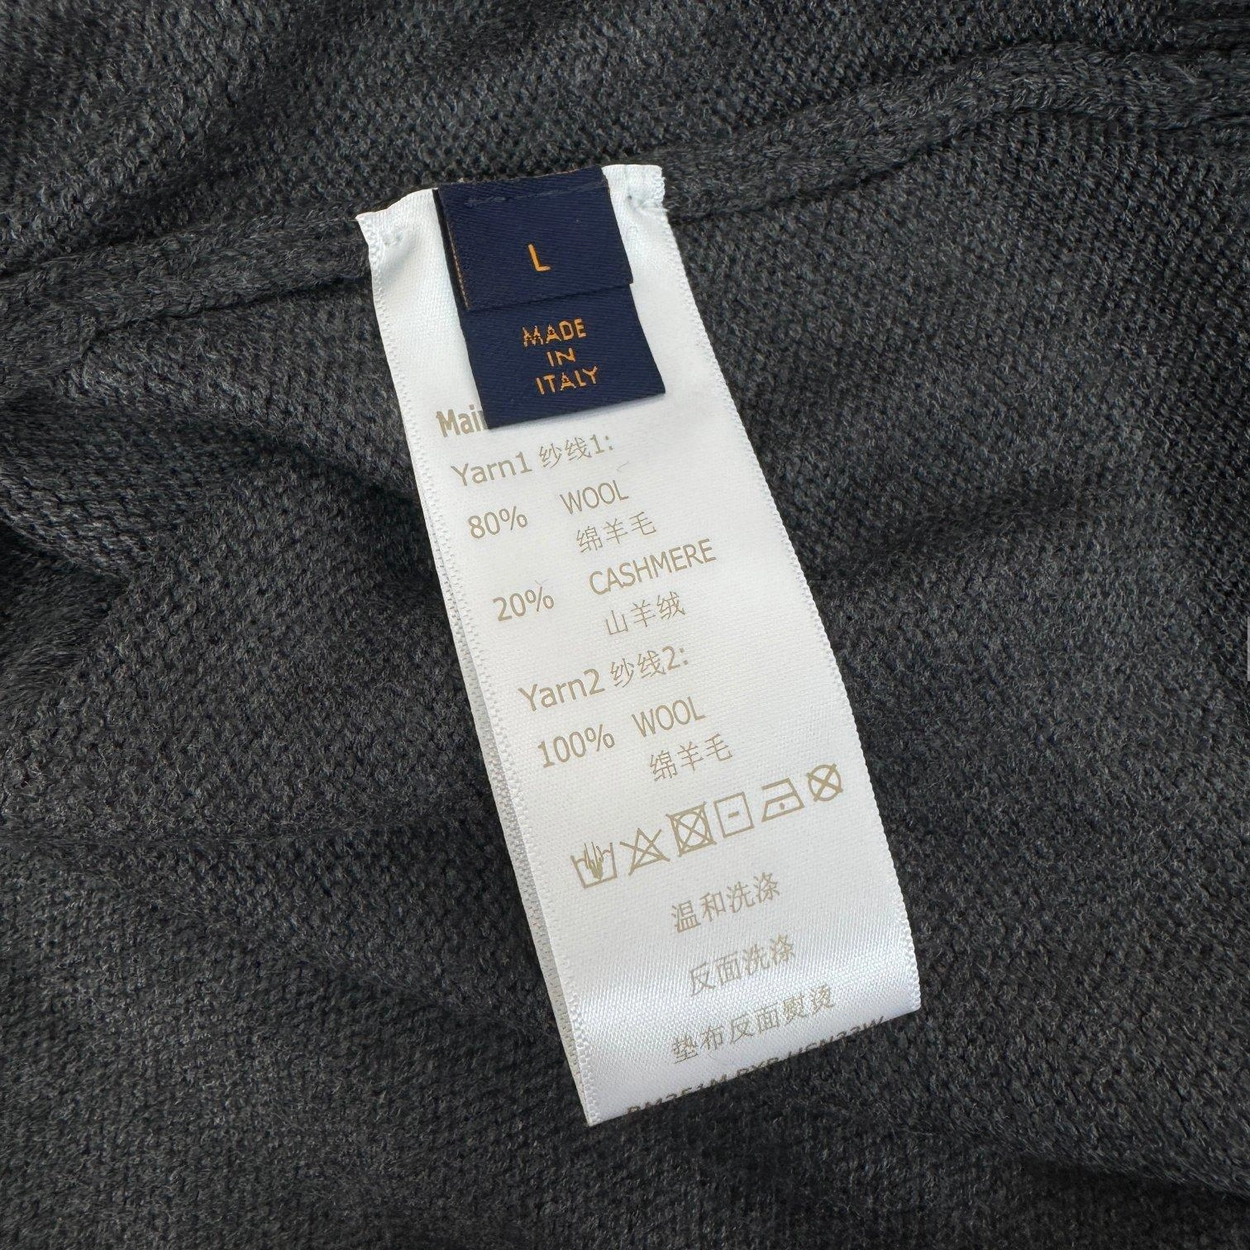 L
MADE
IN
ITALY
Yarn1 纱线1:
80% WOOL
绵羊毛
20% CASHMERE
山羊绒
Yarn2 纱线2:
100% WOOL
绵羊毛
温和洗涤
反面洗涤
垫布反面熨烫